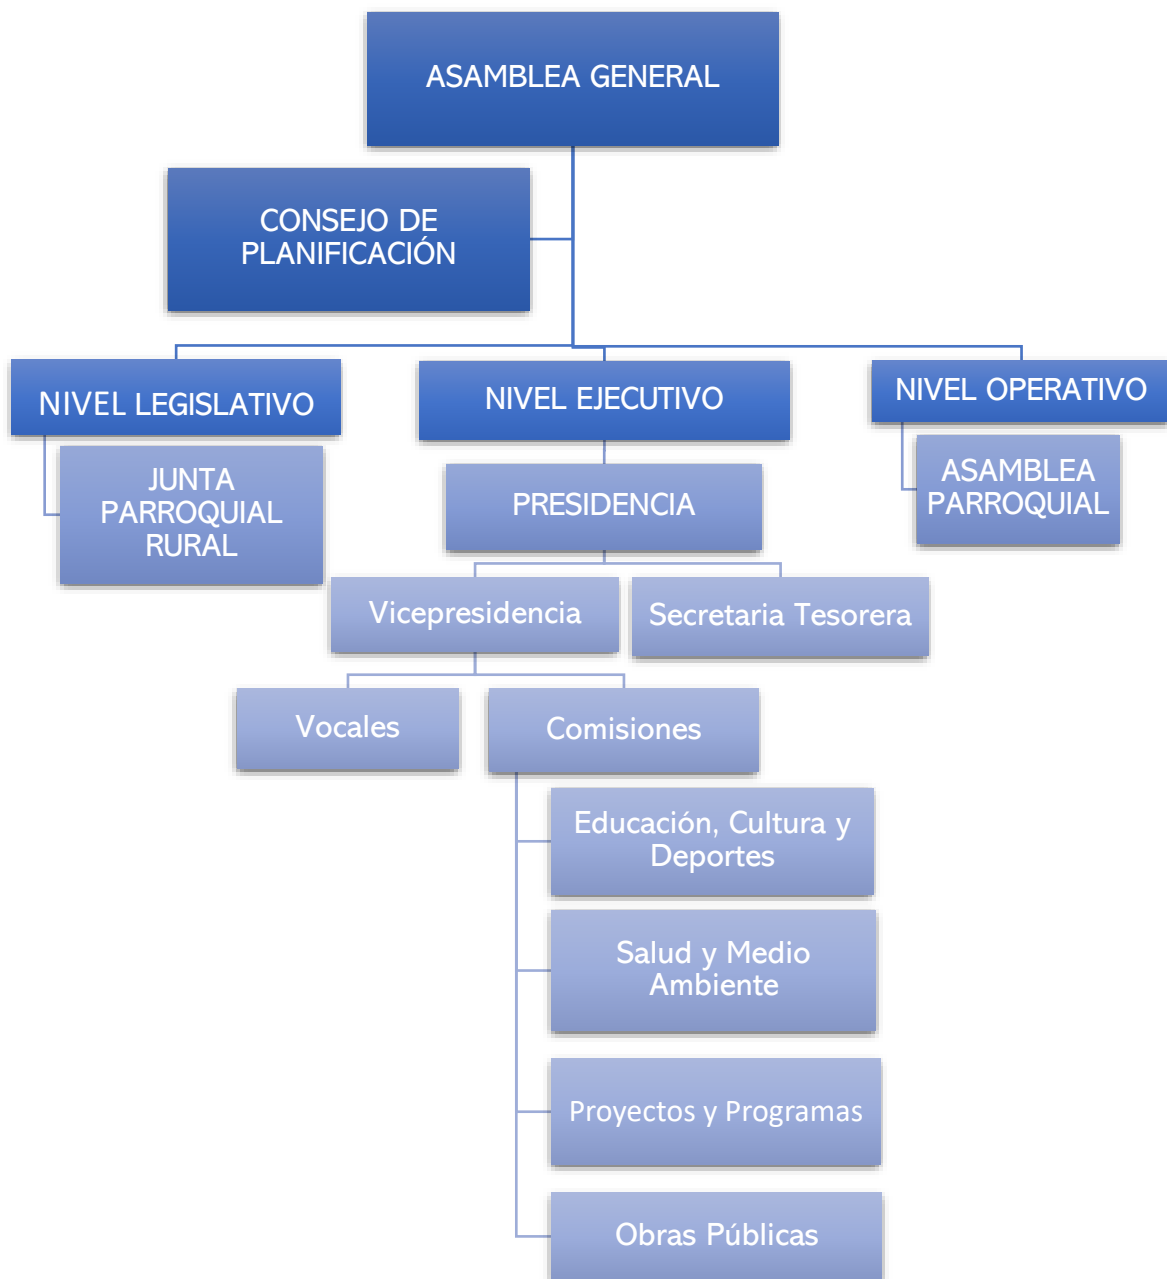 ASAMBLEA GENERAL
CONSEJO DE
PLANIFICACIÓN
NIVEL LEGISLATIVO
NIVEL EJECUTIVO
NIVEL OPERATIVO
JUNTA
PARROQUIAL
RURAL
PRESIDENCIA
ASAMBLEA
PARROQUIAL
Vicepresidencia
Secretaria Tesorera
Vocales
Comisiones
Educación, Cultura y
Deportes
Salud y Medio
Ambiente
Proyectos y Programas
Obras Públicas